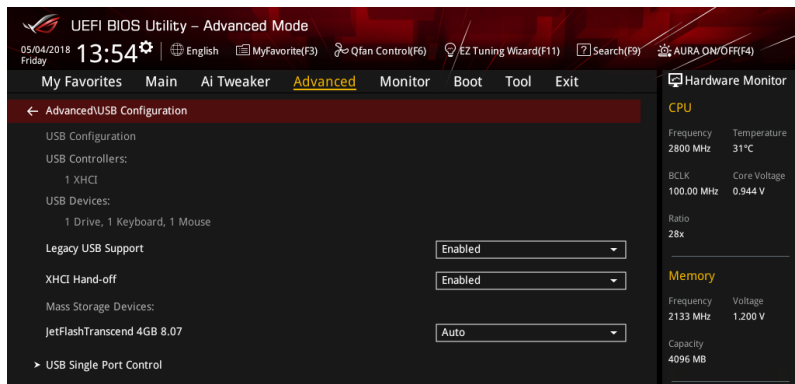 UEFI BIOS Utility – Advanced Mode
05/04/2018 Friday 13:54 English MyFavorite(F3) Qfan Control(F6) EZ Tuning Wizard(F11) ? Search(F9) AURA ON/OFF(F4)
My Favorites Main Ai Tweaker Advanced Monitor Boot Tool Exit
Advanced\USB Configuration
USB Configuration
USB Controllers:
1 XHCI
USB Devices:
1 Drive, 1 Keyboard, 1 Mouse
Legacy USB Support Enabled
XHCI Hand-off Enabled
Mass Storage Devices:
JetFlashTranscend 4GB 8.07 Auto
USB Single Port Control
Hardware Monitor
CPU
Frequency Temperature
2800 MHz 31°C
BCLK Core Voltage
100.00 MHz 0.944 V
Ratio
28x
Memory
Frequency Voltage
2133 MHz 1.200 V
Capacity
4096 MB